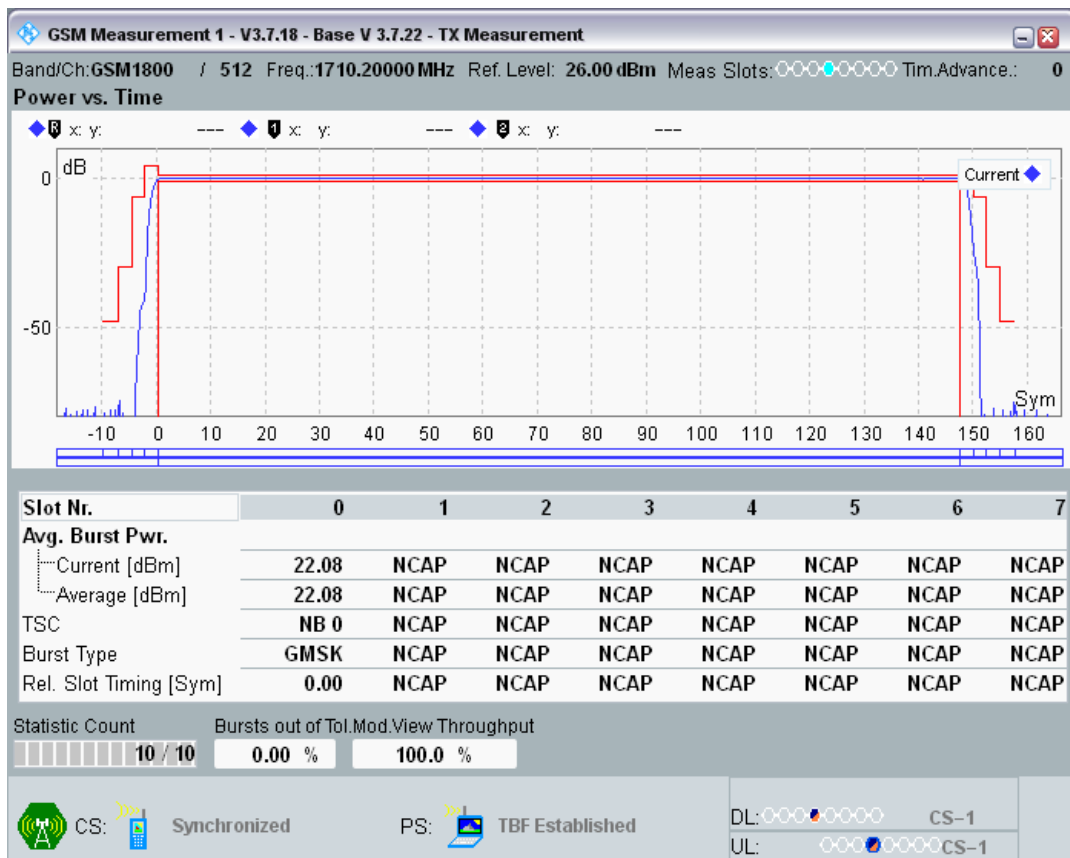 GSM Measurement 1 - V3.7.18 - Base V 3.7.22 - TX Measurement
Band/Ch:GSM1800 / 512 Freq.:1710.20000 MHz Ref. Level: 26.00 dBm Meas Slots: Tim.Advance.: 0
Power vs. Time
R x: y: --- 1 x: y: --- 2 x: y: ---
dB
Current
0
-50
Sym
-10 0 10 20 30 40 50 60 70 80 90 100 110 120 130 140 150 160
Slot Nr. 0 1 2 3 4 5 6 7
Avg. Burst Pwr.
Current [dBm] 22.08 NCAP NCAP NCAP NCAP NCAP NCAP NCAP
Average [dBm] 22.08 NCAP NCAP NCAP NCAP NCAP NCAP NCAP
TSC NB 0 NCAP NCAP NCAP NCAP NCAP NCAP NCAP
Burst Type GMSK NCAP NCAP NCAP NCAP NCAP NCAP NCAP
Rel. Slot Timing [Sym] 0.00 NCAP NCAP NCAP NCAP NCAP NCAP NCAP
Statistic Count Bursts out of Tol. Mod.View Throughput
10 / 10 0.00 % 100.0 %
CS: Synchronized PS: TBF Established
DL: CS-1
UL: CS-1